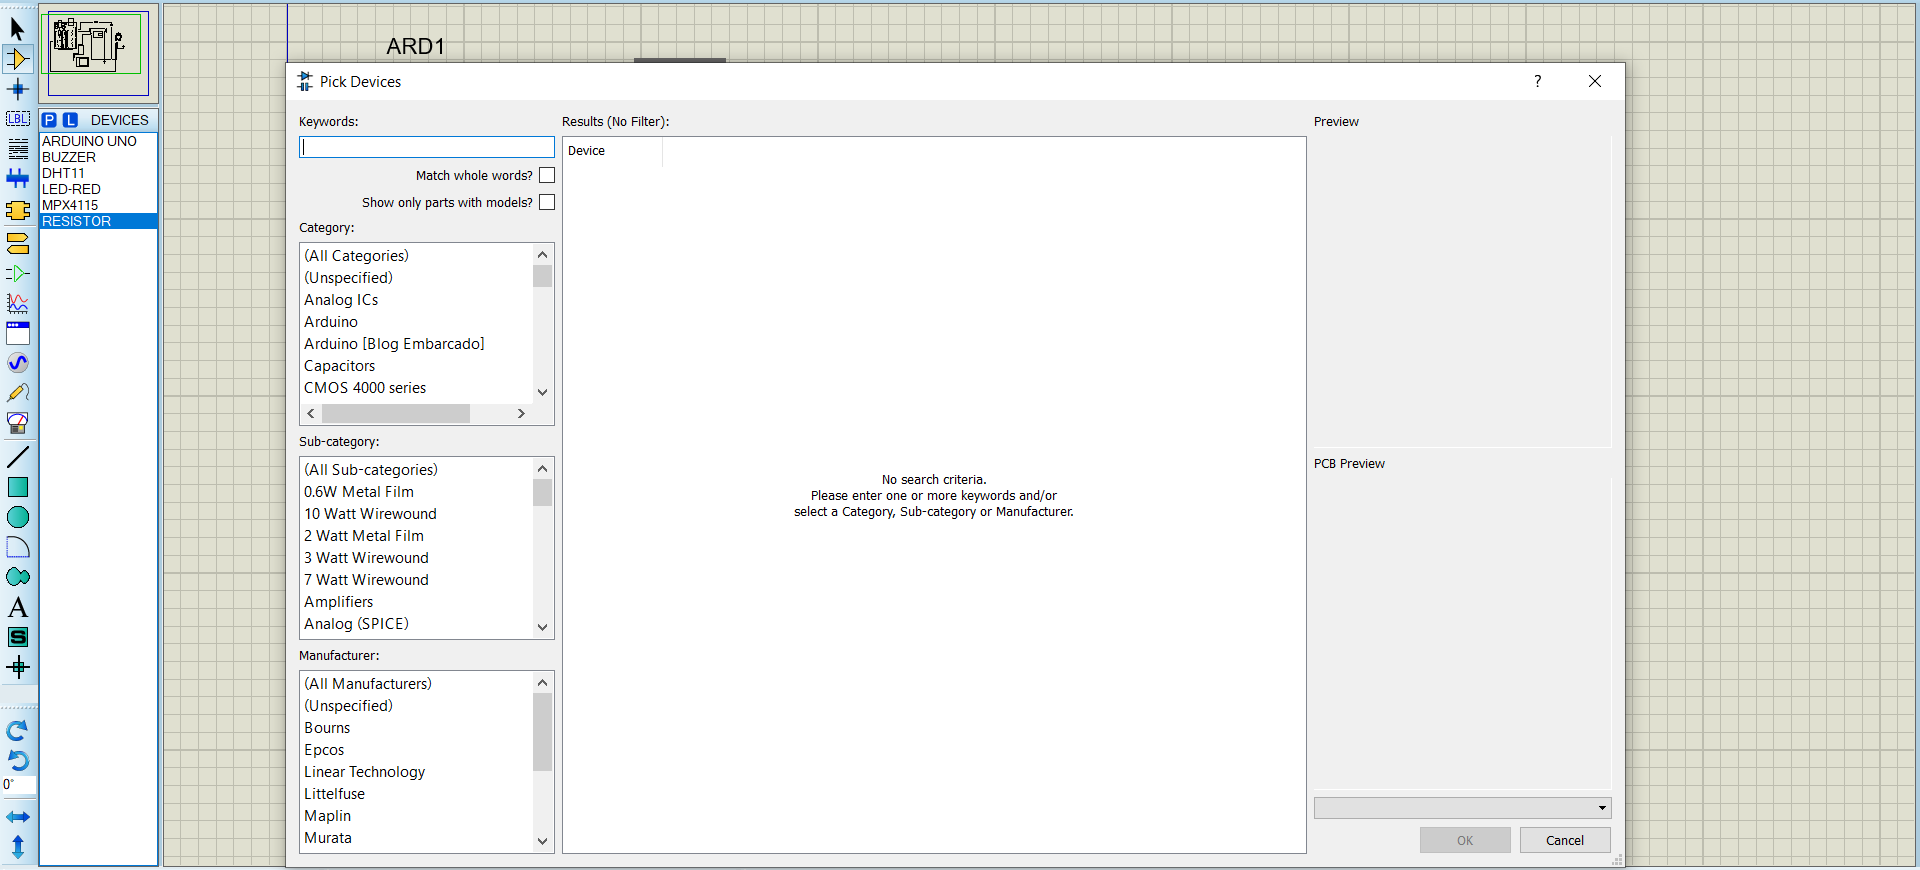 ARD1
LBL
P L DEVICES
ARDUINO UNO
BUZZER
DHT11
LED-RED
MPX4115
RESISTOR
A
S
0°
Pick Devices
?
Keywords:
Match whole words?
Show only parts with models?
Category:
(All Categories)
(Unspecified)
Analog ICs
Arduino
Arduino [Blog Embarcado]
Capacitors
CMOS 4000 series
Sub-category:
(All Sub-categories)
0.6W Metal Film
10 Watt Wirewound
2 Watt Metal Film
3 Watt Wirewound
7 Watt Wirewound
Amplifiers
Analog (SPICE)
Manufacturer:
(All Manufacturers)
(Unspecified)
Bourns
Epcos
Linear Technology
Littelfuse
Maplin
Murata
Results (No Filter):
Device
No search criteria.
Please enter one or more keywords and/or
select a Category, Sub-category or Manufacturer.
Preview
PCB Preview
OK
Cancel